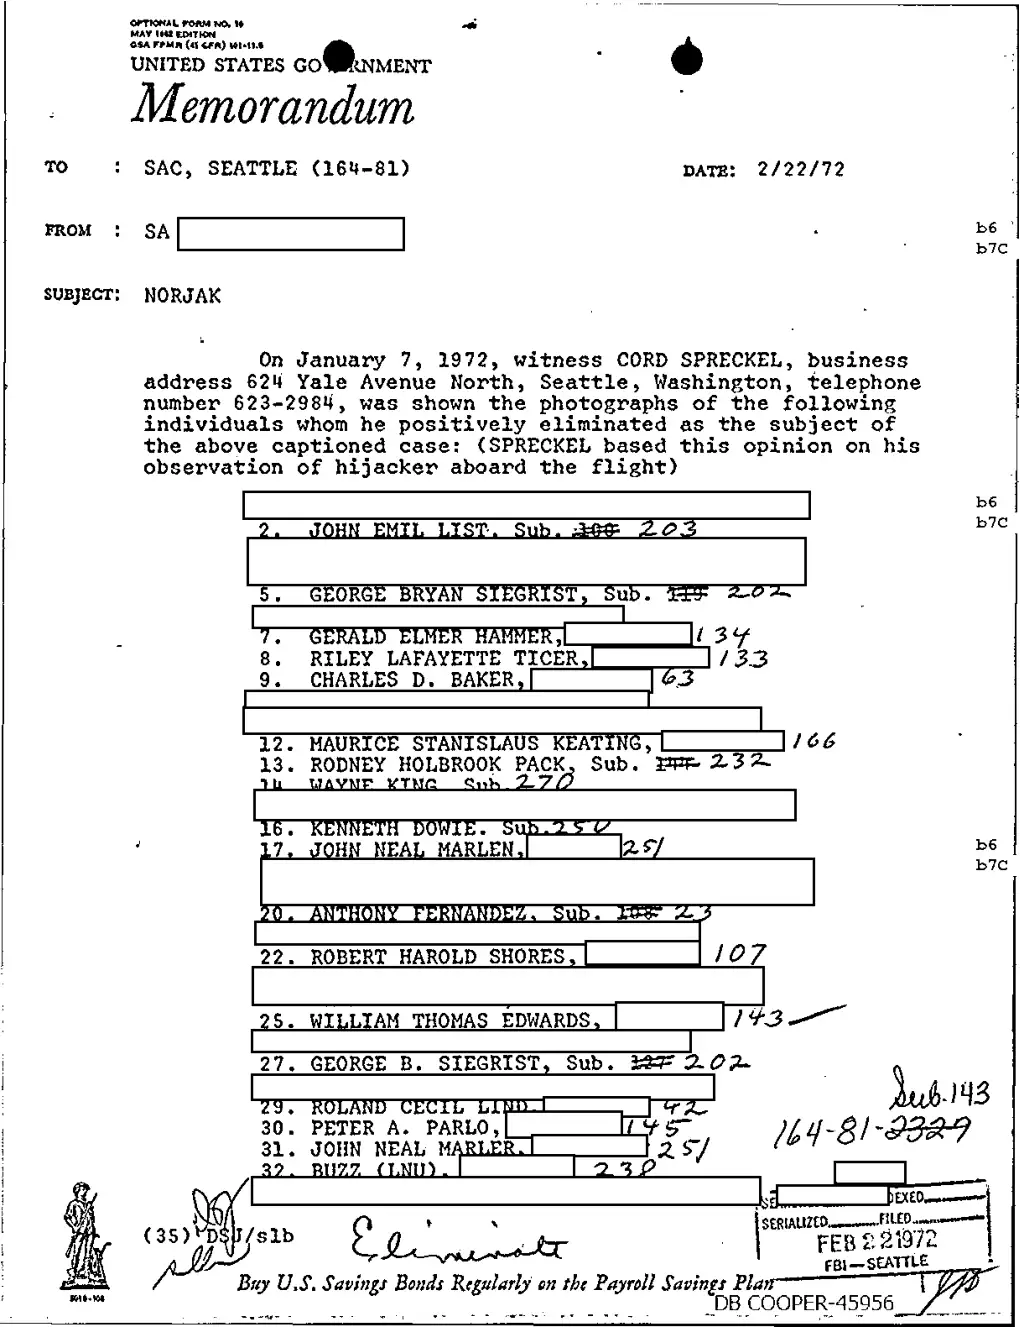 OPTIONAL FORM NO. 10
MAY 1962 EDITION
GSA FPMR (41 CFR) 101-11.6
UNITED STATES GO RNMENT
Memorandum
TO : SAC, SEATTLE (164-81) DATE: 2/22/72
FROM : SA b6
b7C
SUBJECT: NORJAK
On January 7, 1972, witness CORD SPRECKEL, business
address 624 Yale Avenue North, Seattle, Washington, telephone
number 623-2984, was shown the photographs of the following
individuals whom he positively eliminated as the subject of
the above captioned case: (SPRECKEL based this opinion on his
observation of hijacker aboard the flight)
b6
b7C
2. JOHN EMIL LIST, Sub. 203
5. GEORGE BRYAN SIEGRIST, Sub. 202
7. GERALD ELMER HAMMER, 134
8. RILEY LAFAYETTE TICER, 133
9. CHARLES D. BAKER, 63
12. MAURICE STANISLAUS KEATING, 166
13. RODNEY HOLBROOK PACK, Sub. 232
14. WAYNE KING, Sub. 270
16. KENNETH DOWIE, Sub. 250
17. JOHN NEAL MARLEN, 251 b6
b7C
20. ANTHONY FERNANDEZ, Sub. 23
22. ROBERT HAROLD SHORES, 107
25. WILLIAM THOMAS EDWARDS, 143
27. GEORGE B. SIEGRIST, Sub. 202
29. ROLAND CECIL LIND, 42
30. PETER A. PARLO, 145
31. JOHN NEAL MARLER, 251
32. BUZZ (LNU), 238
Sub. 143
164-81-2329
(35) DSJ/slb
Eliminate
SERIALIZED FILED
FEB 22 1972
FBI—SEATTLE
Buy U.S. Savings Bonds Regularly on the Payroll Savings Plan
5010-108
DB COOPER-45956